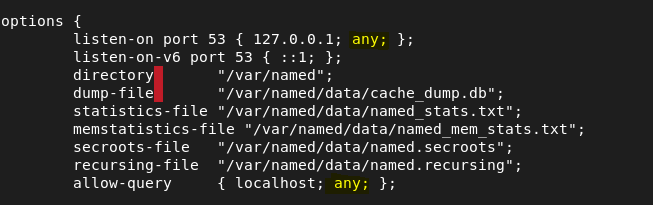 options {
        listen-on port 53 { 127.0.0.1; any; };
        listen-on-v6 port 53 { ::1; };
        directory       "/var/named";
        dump-file       "/var/named/data/cache_dump.db";
        statistics-file "/var/named/data/named_stats.txt";
        memstatistics-file "/var/named/data/named_mem_stats.txt";
        secroots-file   "/var/named/data/named.secroots";
        recursing-file  "/var/named/data/named.recursing";
        allow-query     { localhost; any; };